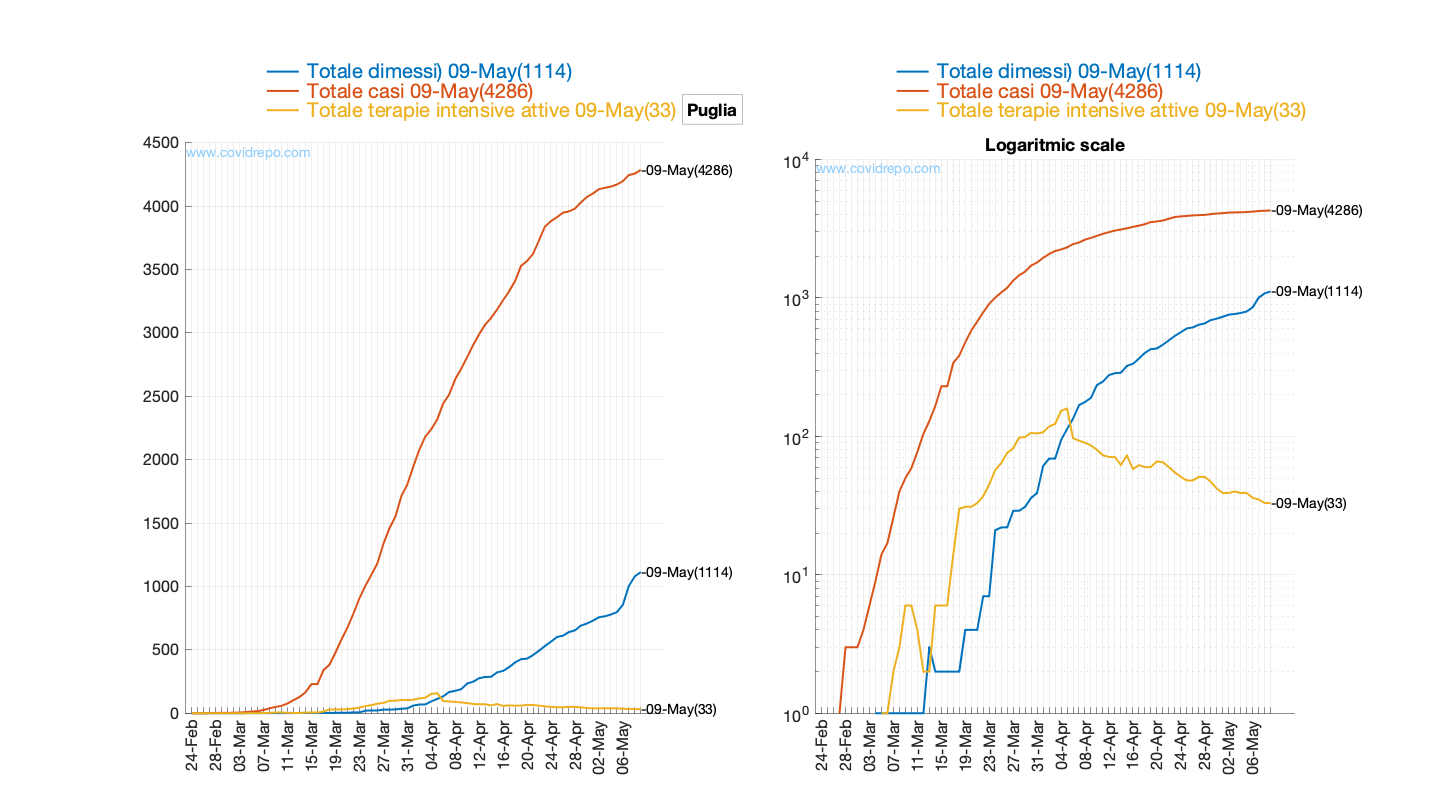 Totale dimessi) 09-May(1114)
Totale casi 09-May(4286)
Totale terapie intensive attive 09-May(33)
Puglia
www.covidrepo.com
4500
4000
3500
3000
2500
2000
1500
1000
500
0
-09-May(4286)
-09-May(1114)
-09-May(33)
24-Feb
28-Feb
03-Mar
07-Mar
11-Mar
15-Mar
19-Mar
23-Mar
27-Mar
31-Mar
04-Apr
08-Apr
12-Apr
16-Apr
20-Apr
24-Apr
28-Apr
02-May
06-May
Totale dimessi) 09-May(1114)
Totale casi 09-May(4286)
Totale terapie intensive attive 09-May(33)
Logaritmic scale
www.covidrepo.com
10^4
10^3
10^2
10^1
10^0
-09-May(4286)
-09-May(1114)
-09-May(33)
24-Feb
28-Feb
03-Mar
07-Mar
11-Mar
15-Mar
19-Mar
23-Mar
27-Mar
31-Mar
04-Apr
08-Apr
12-Apr
16-Apr
20-Apr
24-Apr
28-Apr
02-May
06-May